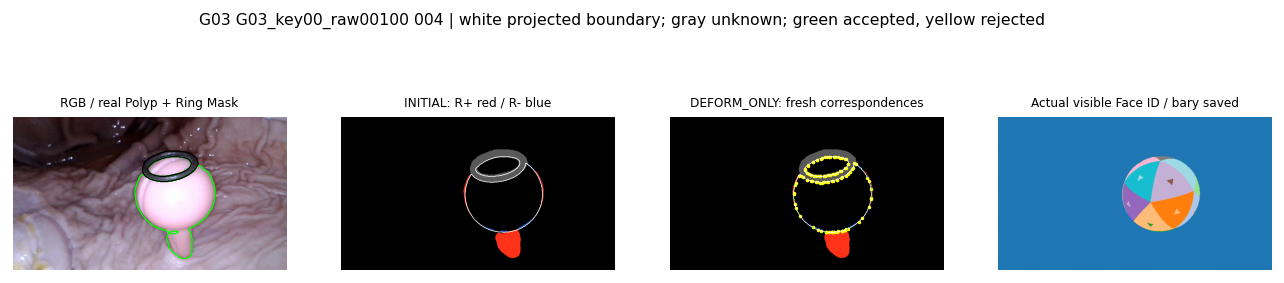 G03 G03_key00_raw00100 004 | white projected boundary; gray unknown; green accepted, yellow rejected
RGB / real Polyp + Ring Mask
INITIAL: R+ red / R- blue
DEFORM_ONLY: fresh correspondences
Actual visible Face ID / bary saved